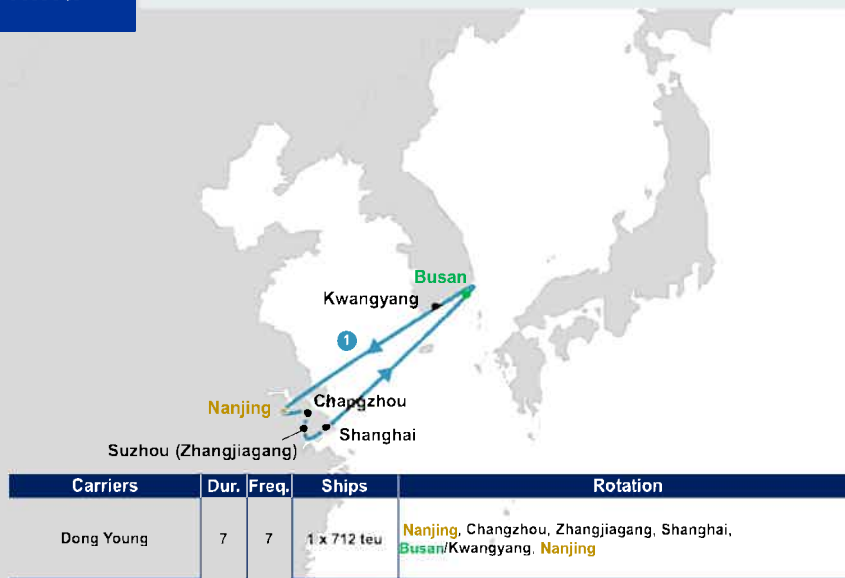 Busan
Kwangyang
1
Nanjing
Changzhou
Shanghai
Suzhou (Zhangjiagang)
Carriers Dur. Freq. Ships Rotation
Dong Young 7 7 1 x 712 teu Nanjing, Changzhou, Zhangjiagang, Shanghai,
Busan/Kwangyang, Nanjing